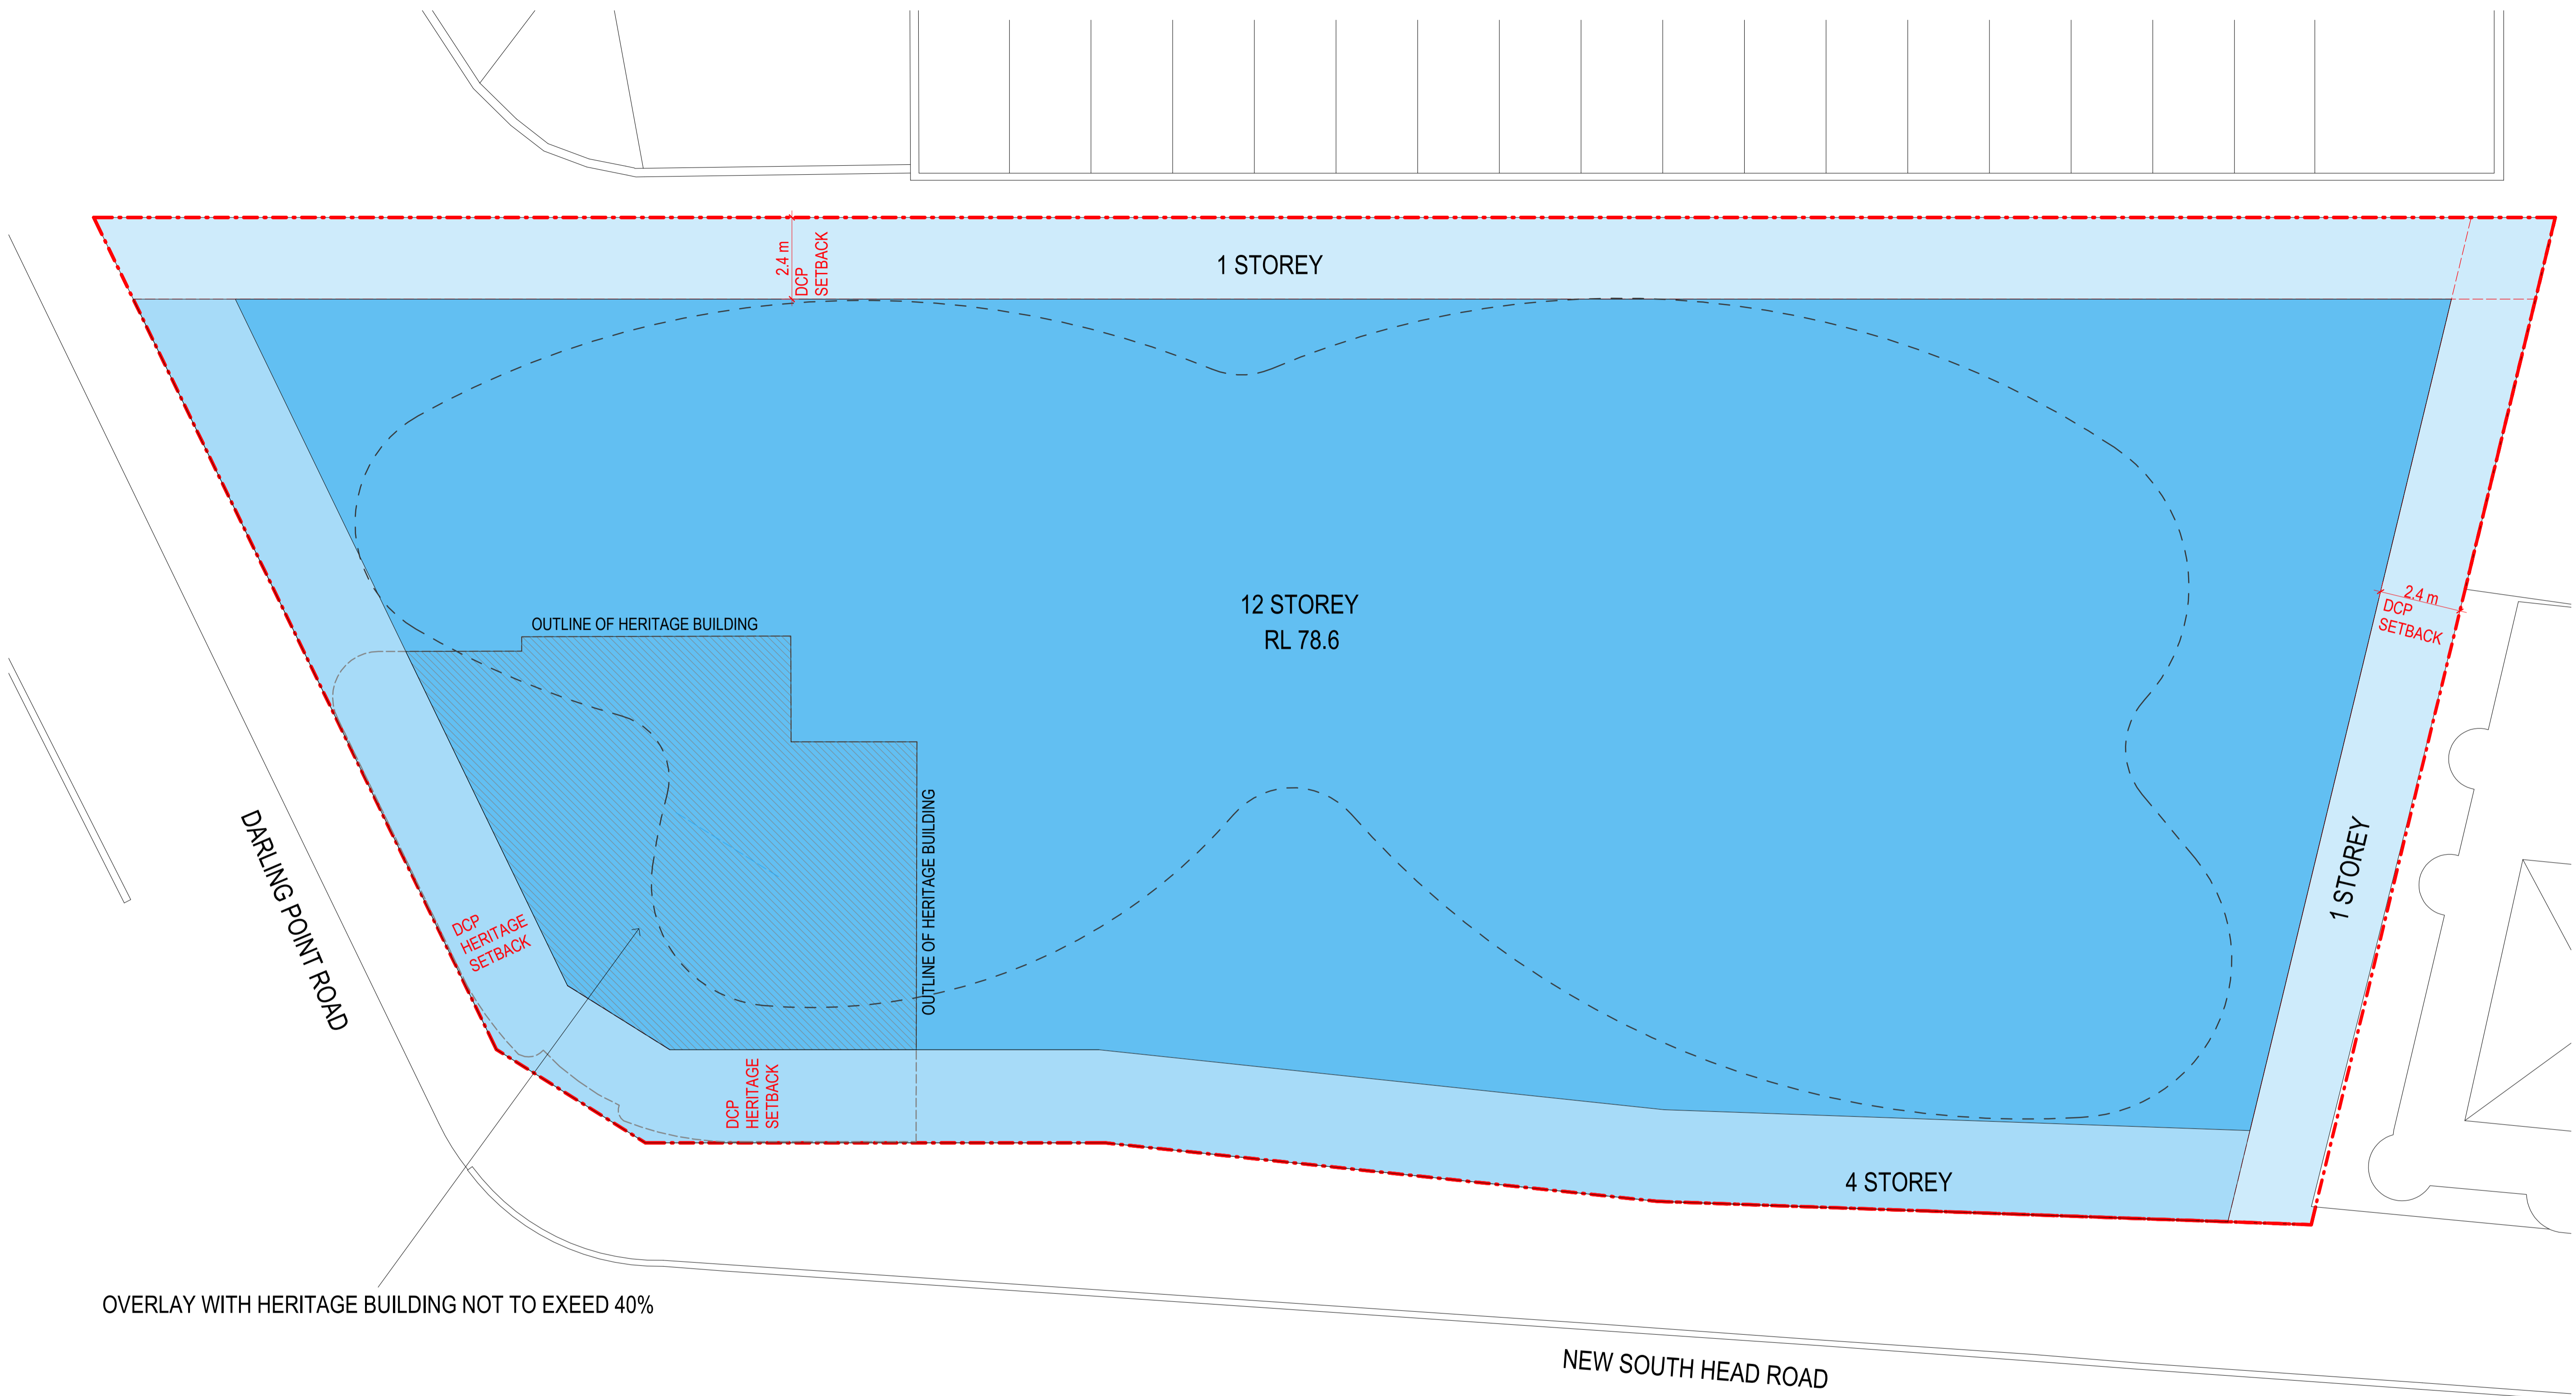 2.4 m
DCP
SETBACK
1 STOREY
12 STOREY
RL 78.6
2.4 m
DCP
SETBACK
OUTLINE OF HERITAGE BUILDING
OUTLINE OF HERITAGE BUILDING
1 STOREY
DARLING POINT ROAD
DCP
HERITAGE
SETBACK
DCP
HERITAGE
SETBACK
4 STOREY
OVERLAY WITH HERITAGE BUILDING NOT TO EXEED 40%
NEW SOUTH HEAD ROAD